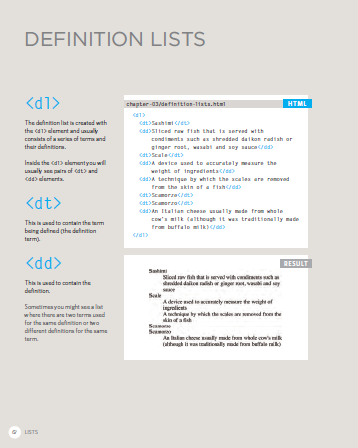 DEFINITION LISTS
<dl>
The definition list is created with
the <dl> element and usually
consists of a series of terms and
their definitions.
Inside the <dl> element you will
usually see pairs of <dt> and
<dd> elements.
<dt>
This is used to contain the term
being defined (the definition
term).
<dd>
This is used to contain the
definition.
Sometimes you might see a list
where there are two terms used
for the same definition or two
different definitions for the same
term.
chapter-03/definition-lists.html HTML
<dl>
<dt>Sashimi</dt>
<dd>Sliced raw fish that is served with
condiments such as shredded daikon radish or
ginger root, wasabi and soy sauce</dd>
<dt>Scale</dt>
<dd>A device used to accurately measure the
weight of ingredients</dd>
<dd>A technique by which the scales are removed
from the skin of a fish</dd>
<dt>Scamorze</dt>
<dt>Scamorzo</dt>
<dd>An Italian cheese usually made from whole
cow's milk (although it was traditionally made
from buffalo milk)</dd>
</dl>
RESULT
Sashimi
Sliced raw fish that is served with condiments such as
shredded daikon radish or ginger root, wasabi and soy
sauce
Scale
A device used to accurately measure the weight of
ingredients
A technique by which the scales are removed from the
skin of a fish
Scamorze
Scamorzo
An Italian cheese usually made from whole cow's milk
(although it was traditionally made from buffalo milk)
LISTS